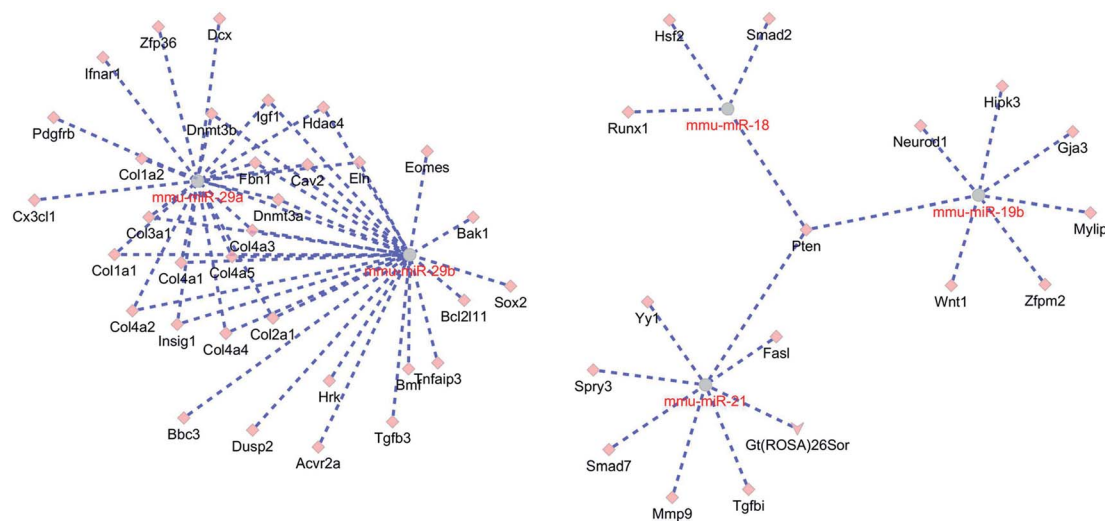 Dcx
Zfp36
Ifnar1
Pdgfrb
Dnmt3b
Igf1
Hdac4
Col1a2
Fbn1
Cav2
Eln
Eomes
mmu-miR-29a
Cx3cl1
Dnmt3a
Col3a1
Bak1
Col4a3
Col1a1
Col4a1
Col4a5
mmu-miR-29b
Sox2
Bcl2l11
Col4a2
Insig1
Col4a4
Col2a1
Tnfaip3
Bmf
Hrk
Bbc3
Dusp2
Acvr2a
Tgfb3
Hsf2
Smad2
Runx1
mmu-miR-18
Hipk3
Neurod1
Gja3
mmu-miR-19b
Mylip
Pten
Wnt1
Zfpm2
Yy1
Fasl
Spry3
mmu-miR-21
Gt(ROSA)26Sor
Smad7
Mmp9
Tgfbi